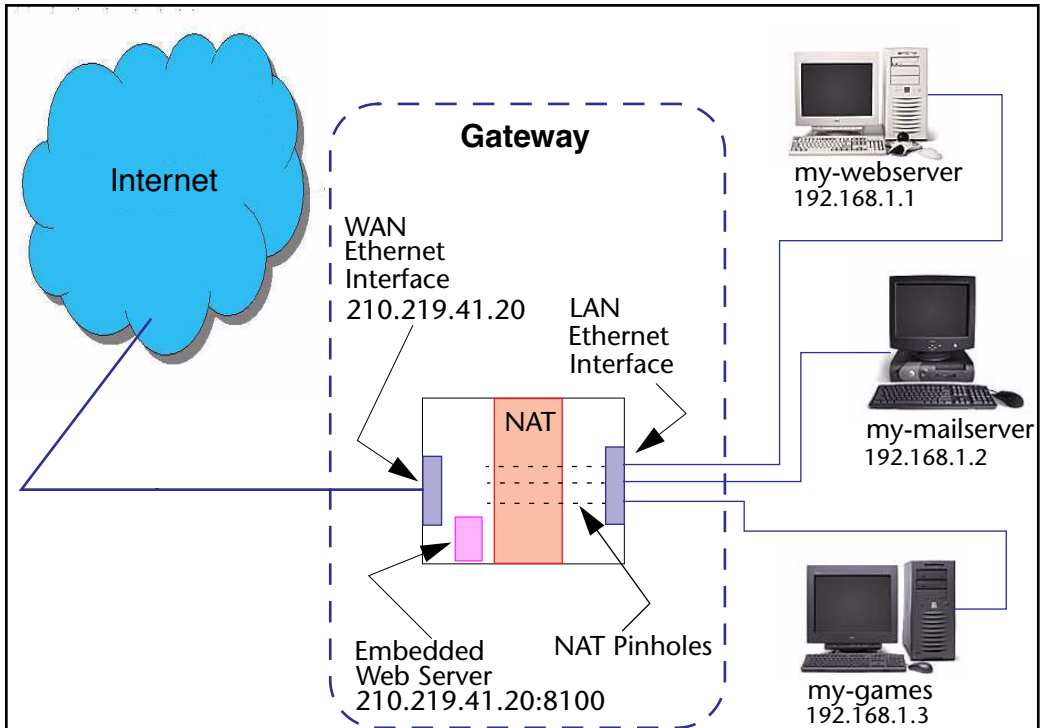 Internet
Gateway
WAN
Ethernet
Interface
210.219.41.20
LAN
Ethernet
Interface
NAT
Embedded
Web Server
210.219.41.20:8100
NAT Pinholes
my-webserver
192.168.1.1
my-mailserver
192.168.1.2
my-games
192.168.1.3